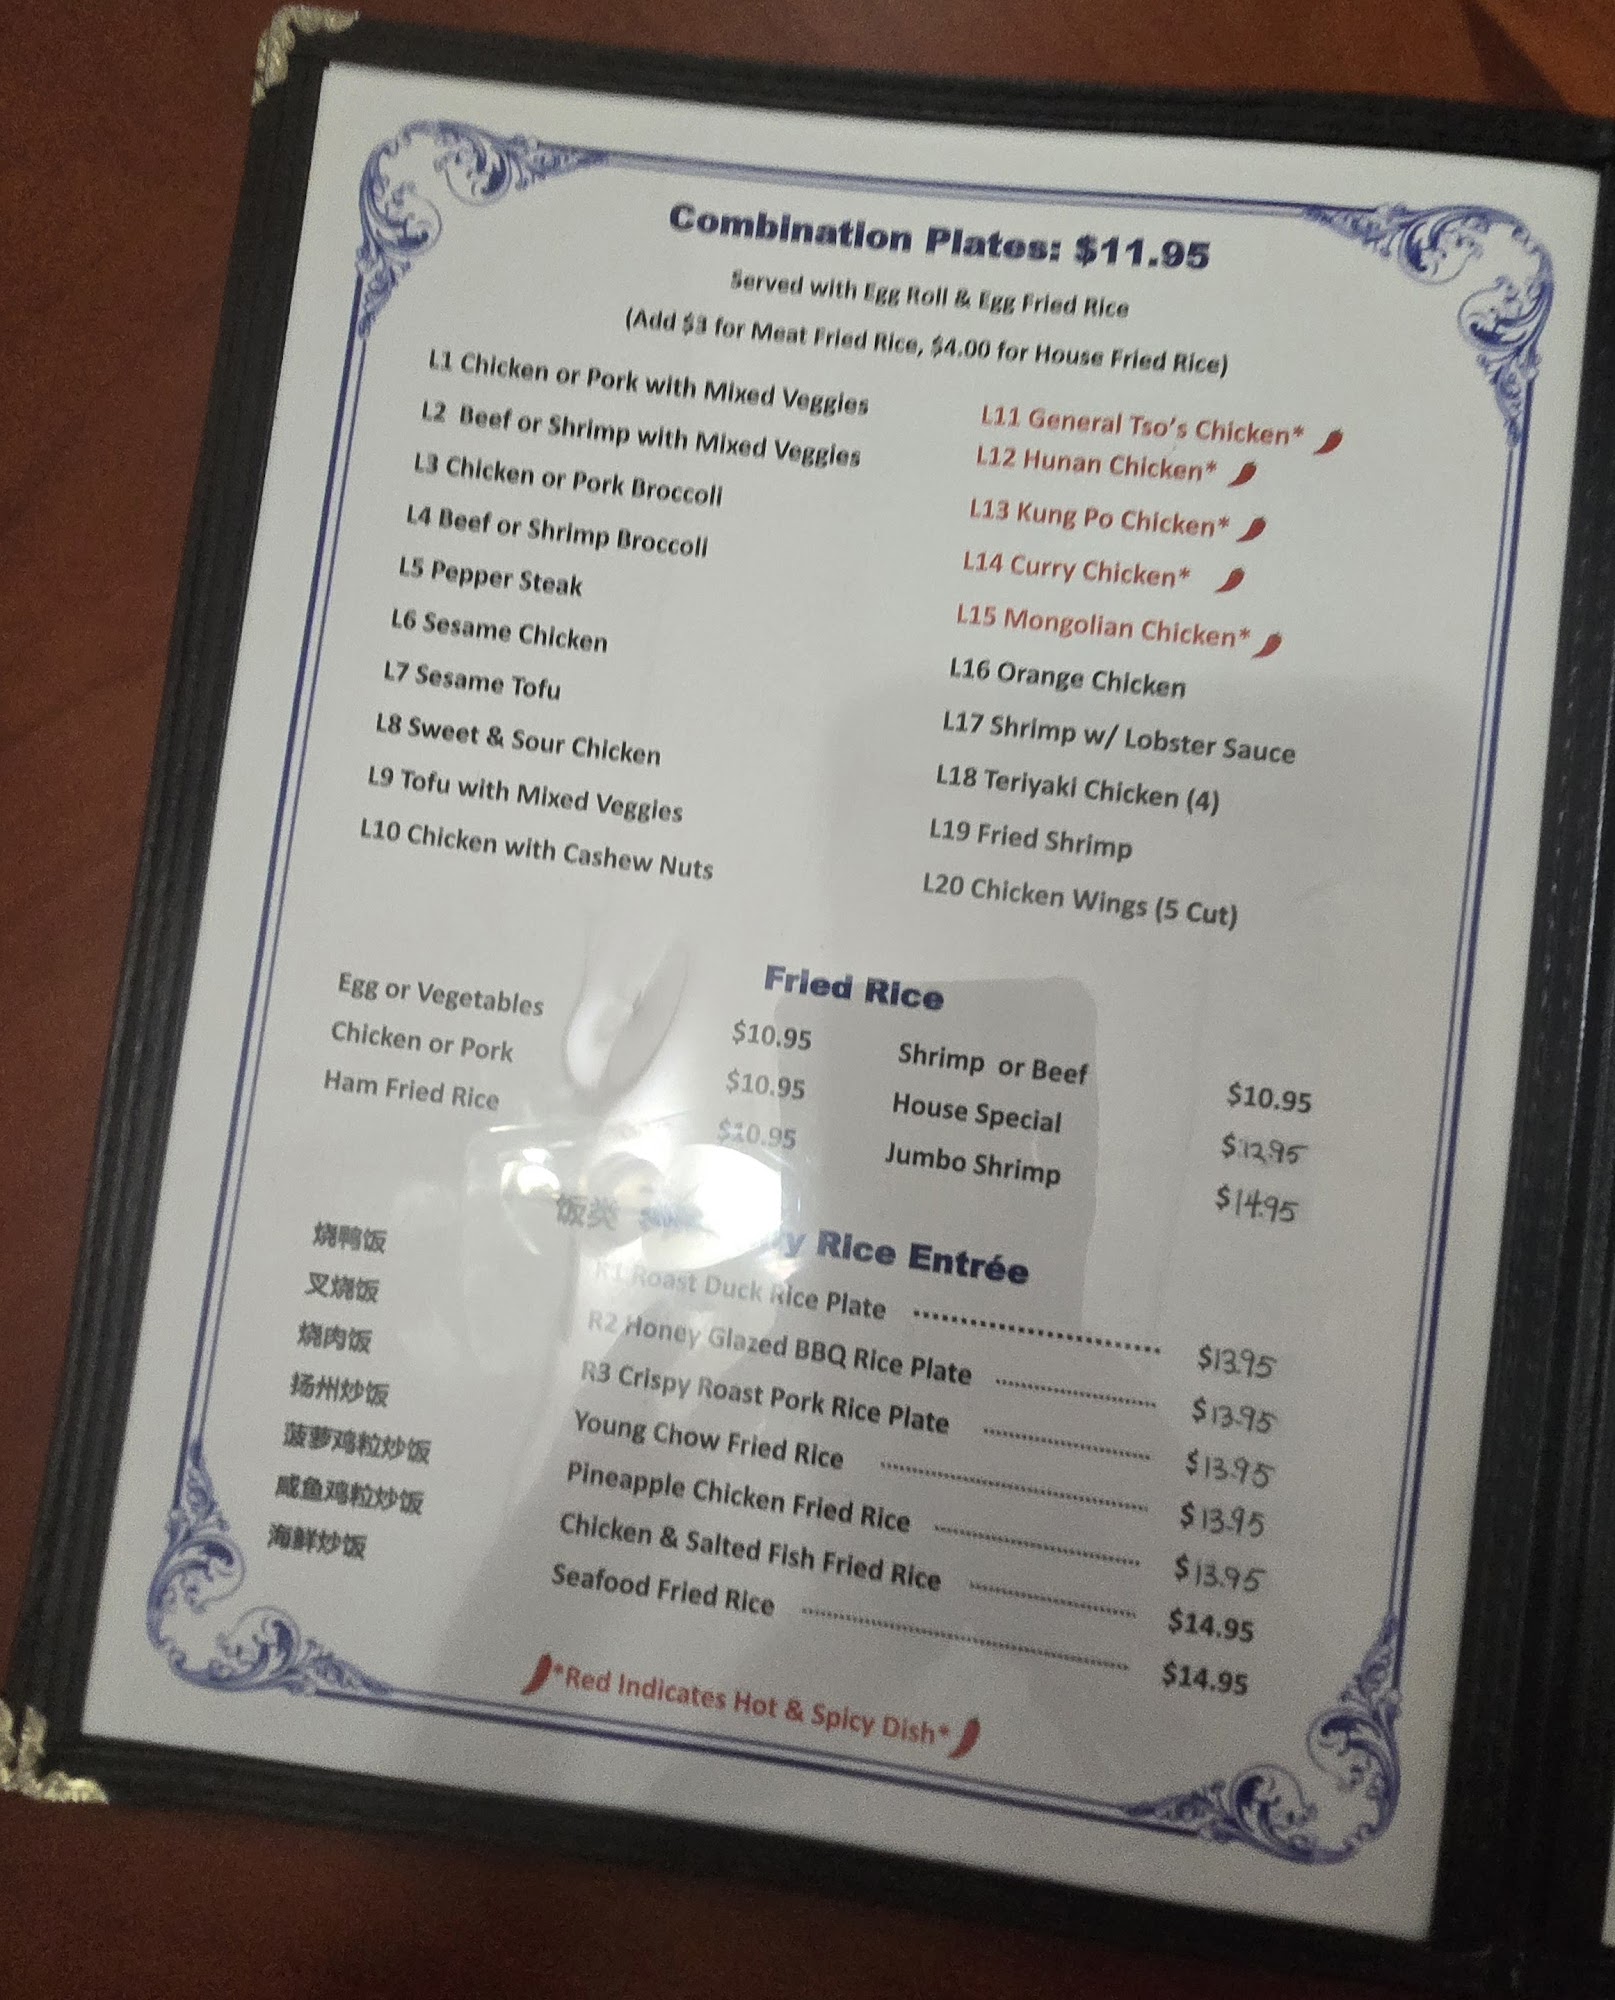 Combination Plates: $11.95
Served with Egg Roll & Egg Fried Rice
(Add $3 for Meat Fried Rice, $4.00 for House Fried Rice)
L1 Chicken or Pork with Mixed Veggies
L2 Beef or Shrimp with Mixed Veggies
L3 Chicken or Pork Broccoli
L4 Beef or Shrimp Broccoli
L5 Pepper Steak
L6 Sesame Chicken
L7 Sesame Tofu
L8 Sweet & Sour Chicken
L9 Tofu with Mixed Veggies
L10 Chicken with Cashew Nuts
L11 General Tso's Chicken*
L12 Hunan Chicken*
L13 Kung Po Chicken*
L14 Curry Chicken*
L15 Mongolian Chicken*
L16 Orange Chicken
L17 Shrimp w/ Lobster Sauce
L18 Teriyaki Chicken (4)
L19 Fried Shrimp
L20 Chicken Wings (5 Cut)
Fried Rice
Egg or Vegetables $10.95
Chicken or Pork $10.95
Ham Fried Rice $10.95
Shrimp or Beef $10.95
House Special $12.95
Jumbo Shrimp $14.95
饭类 Rice Entrée
烧鸭饭 R1 Roast Duck Rice Plate $13.95
叉烧饭 R2 Honey Glazed BBQ Rice Plate $13.95
烧肉饭 R3 Crispy Roast Pork Rice Plate $13.95
扬州炒饭 Young Chow Fried Rice $13.95
菠萝鸡粒炒饭 Pineapple Chicken Fried Rice $13.95
咸鱼鸡粒炒饭 Chicken & Salted Fish Fried Rice $14.95
海鲜炒饭 Seafood Fried Rice $14.95
*Red Indicates Hot & Spicy Dish*